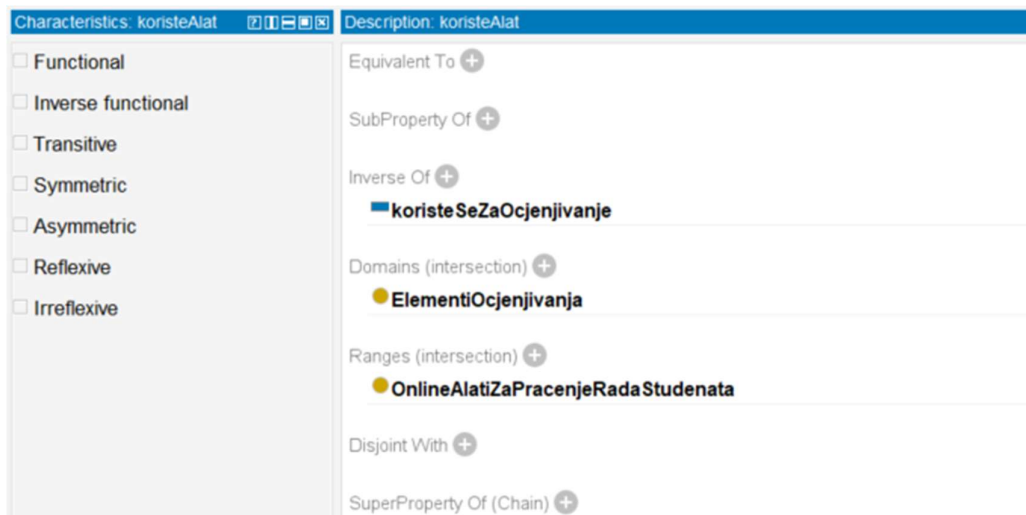 Characteristics: koristeAlat
Functional
Inverse functional
Transitive
Symmetric
Asymmetric
Reflexive
Irreflexive
Description: koristeAlat
Equivalent To
SubProperty Of
Inverse Of
koristeSeZaOcjenjivanje
Domains (intersection)
ElementiOcjenjivanja
Ranges (intersection)
OnlineAlatiZaPracenjeRadaStudenata
Disjoint With
SuperProperty Of (Chain)